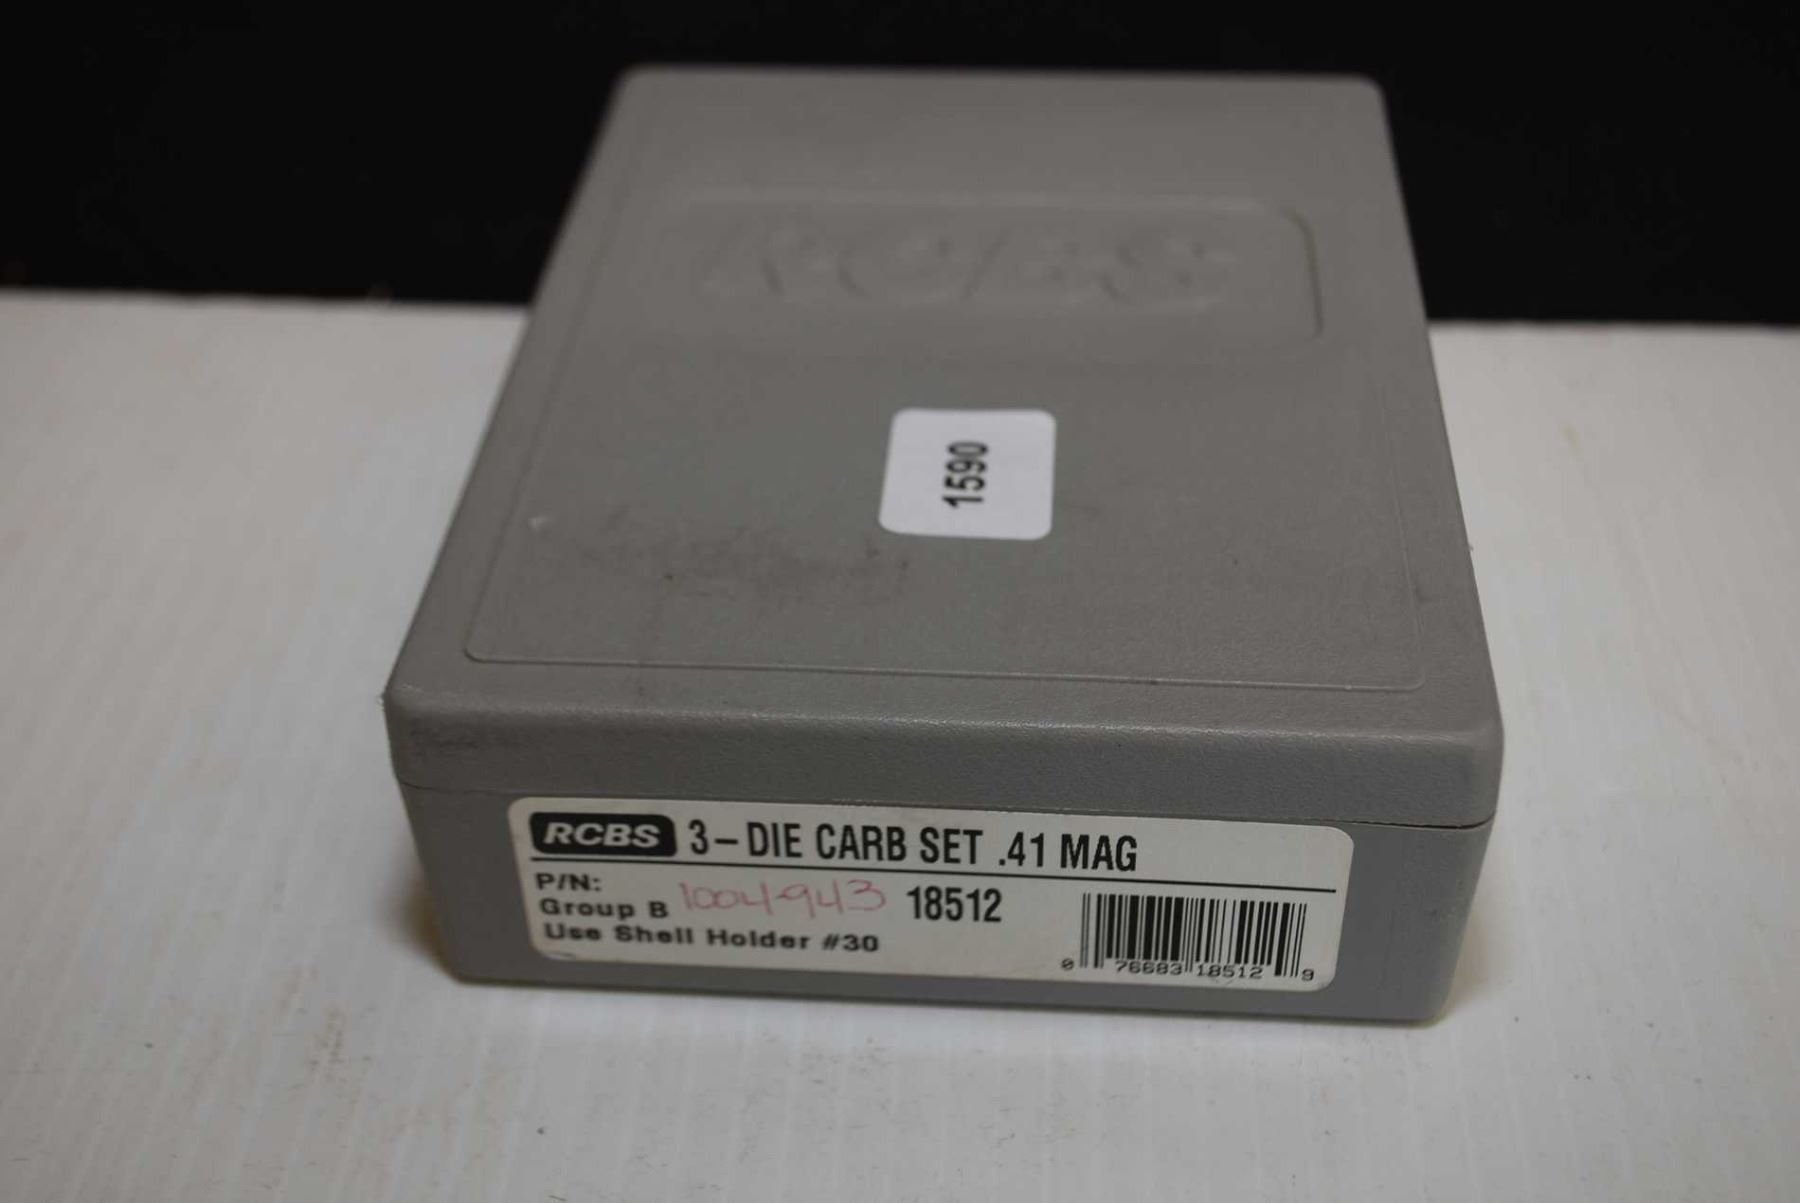 RCBS
1590
RCBS 3-DIE CARB SET .41 MAG
P/N:
Group B 1004943 18512
Use Shell Holder #30
0 76683 18512 9